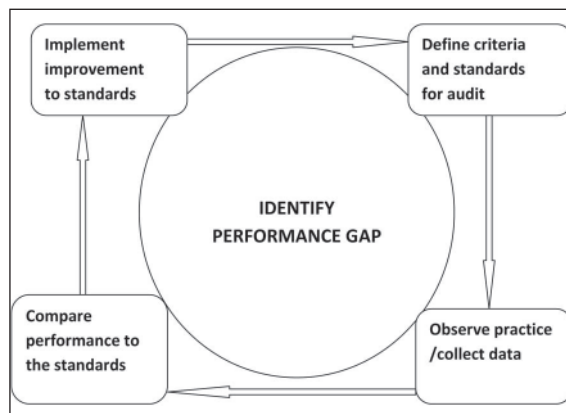 Implement
improvement
to standards
Define criteria
and standards
for audit
IDENTIFY
PERFORMANCE GAP
Compare
performance to
the standards
Observe practice
/collect data